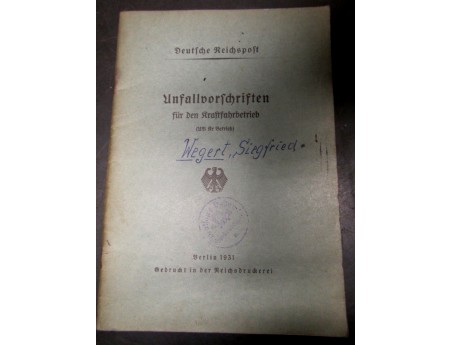 Deutsche Reichspost
Unfallvorschriften
für den Kraftfahrbetrieb
Wegert „Siegfried"
Berlin 1931
Gedruckt in der Reichsdruckerei